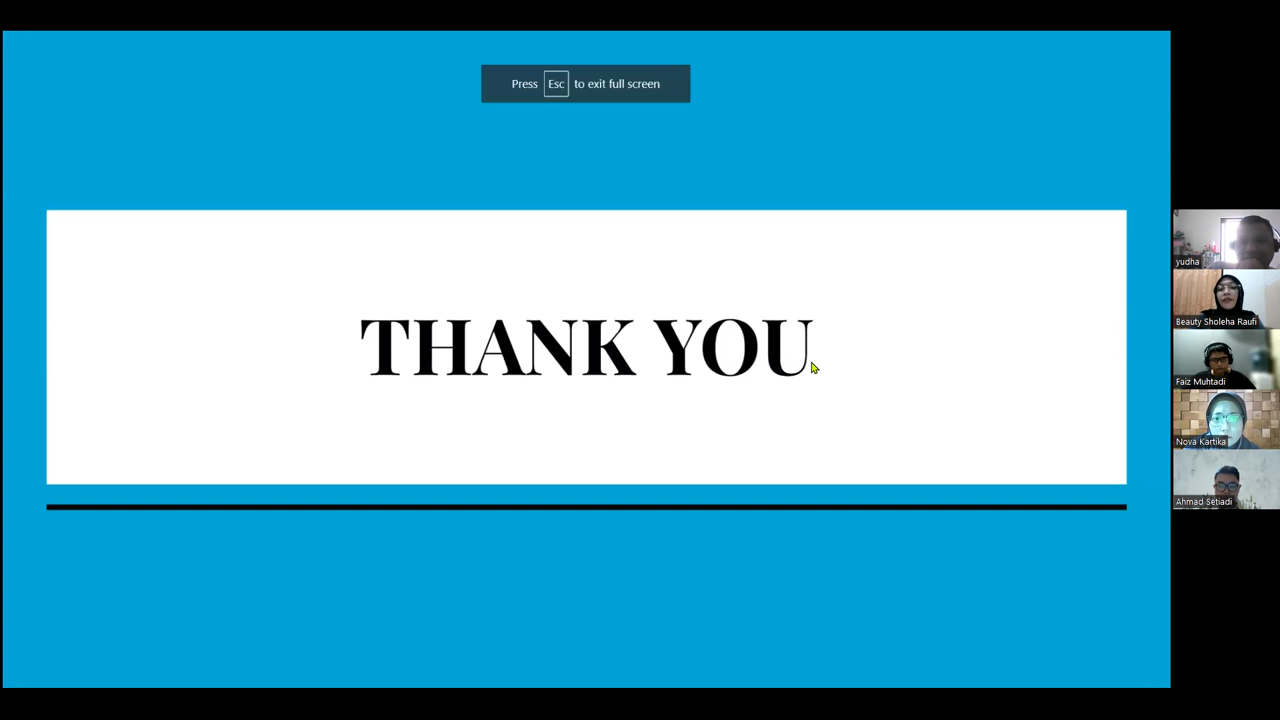 Press Esc to exit full screen
THANK YOU
yudha
Beauty Sholeha Raufi
Faiz Muhtadi
Nova Kartika
Ahmad Setiadi